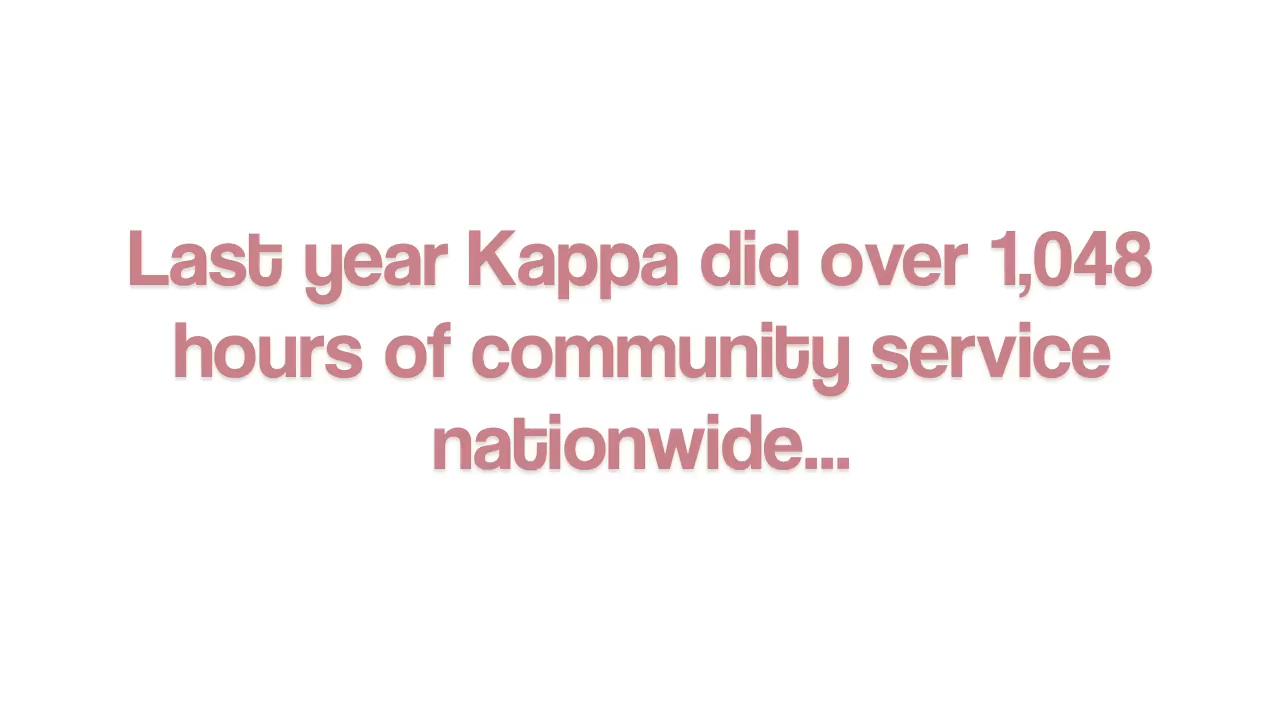 Last year Kappa did over 1,048
hours of community service
nationwide...